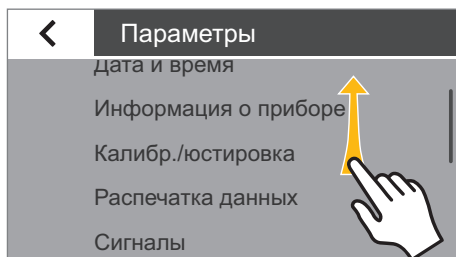 Параметры
Дата и время
Информация о приборе
Калибр./юстировка
Распечатка данных
Сигналы